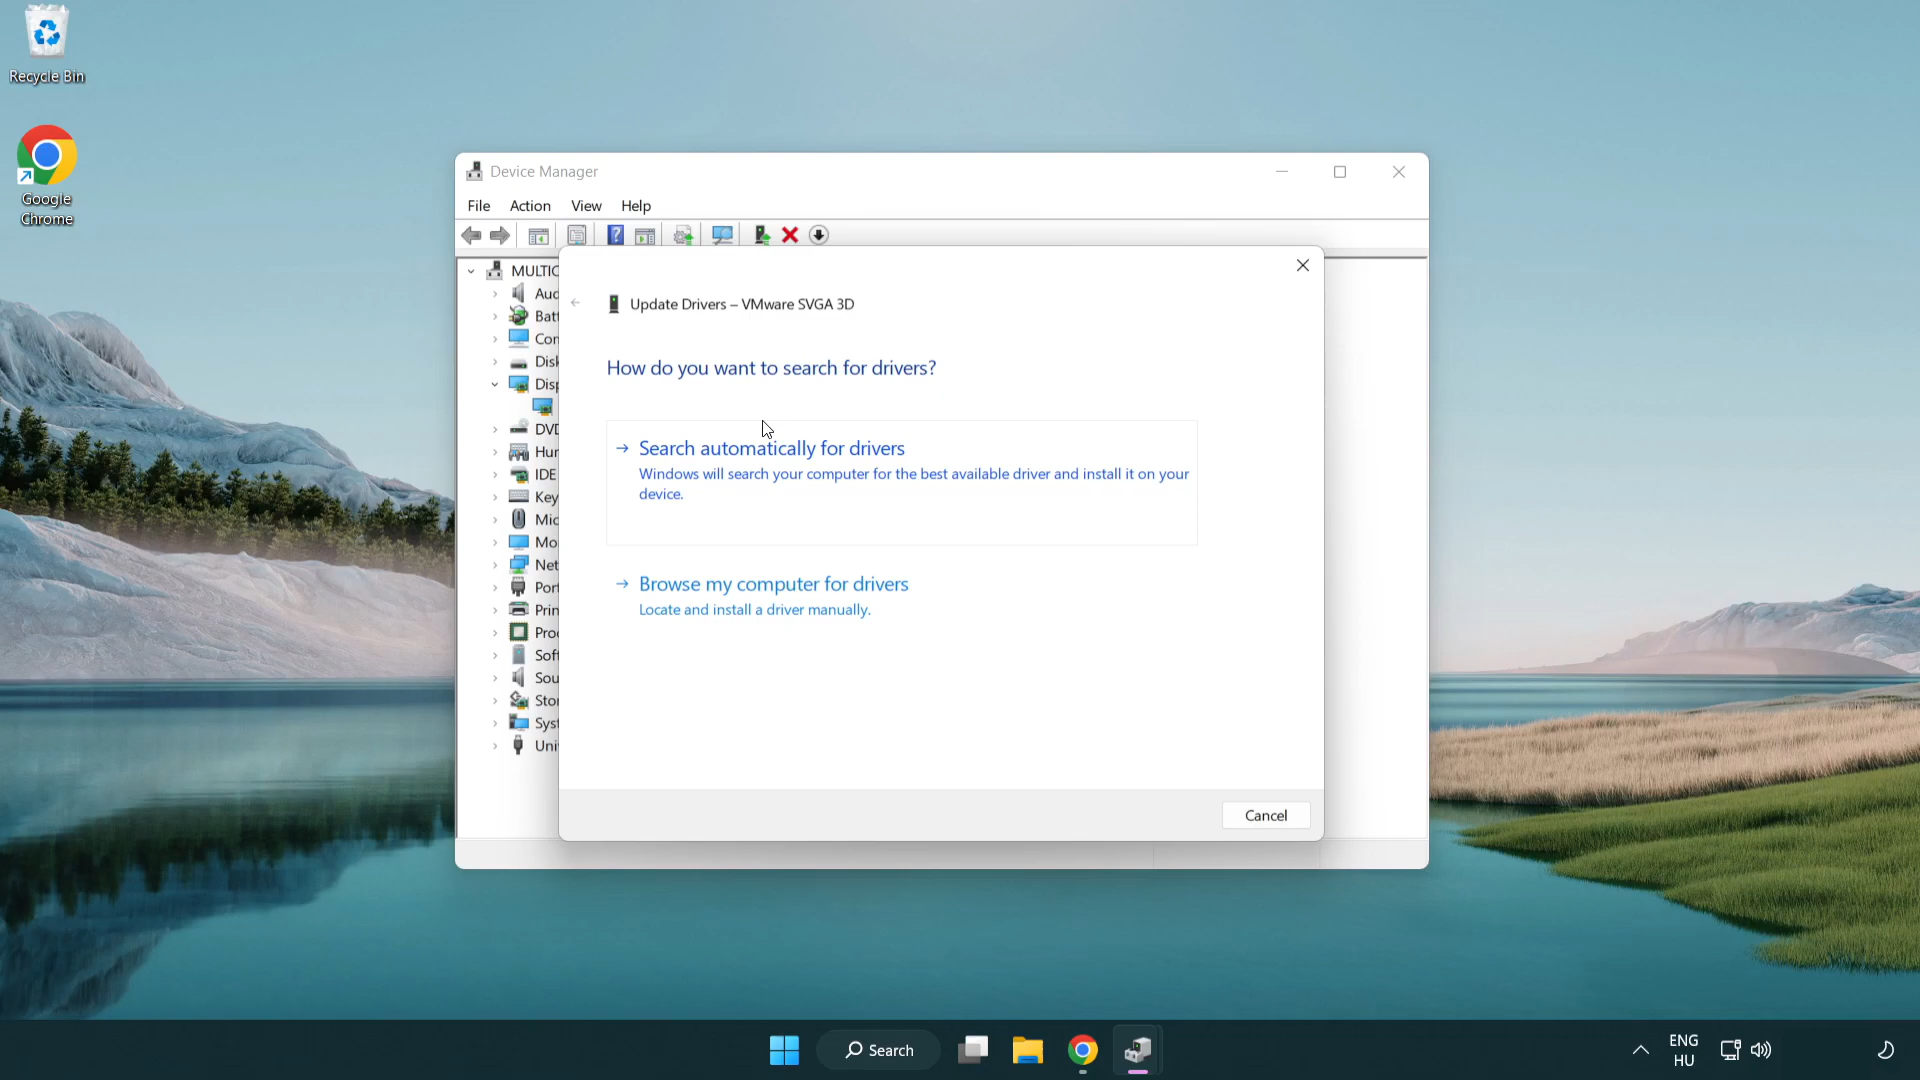 Recycle Bin
Google
Chrome
Device Manager
File Action View Help
MULTIC
Aud
Batt
Com
Disk
Disp
DVD
Hur
IDE
Key
Mic
Mo
Net
Port
Prin
Proc
Soft
Sou
Stor
Syst
Uni
Update Drivers – VMware SVGA 3D
How do you want to search for drivers?
Search automatically for drivers
Windows will search your computer for the best available driver and install it on your
device.
Browse my computer for drivers
Locate and install a driver manually.
Cancel
Search
ENG
HU